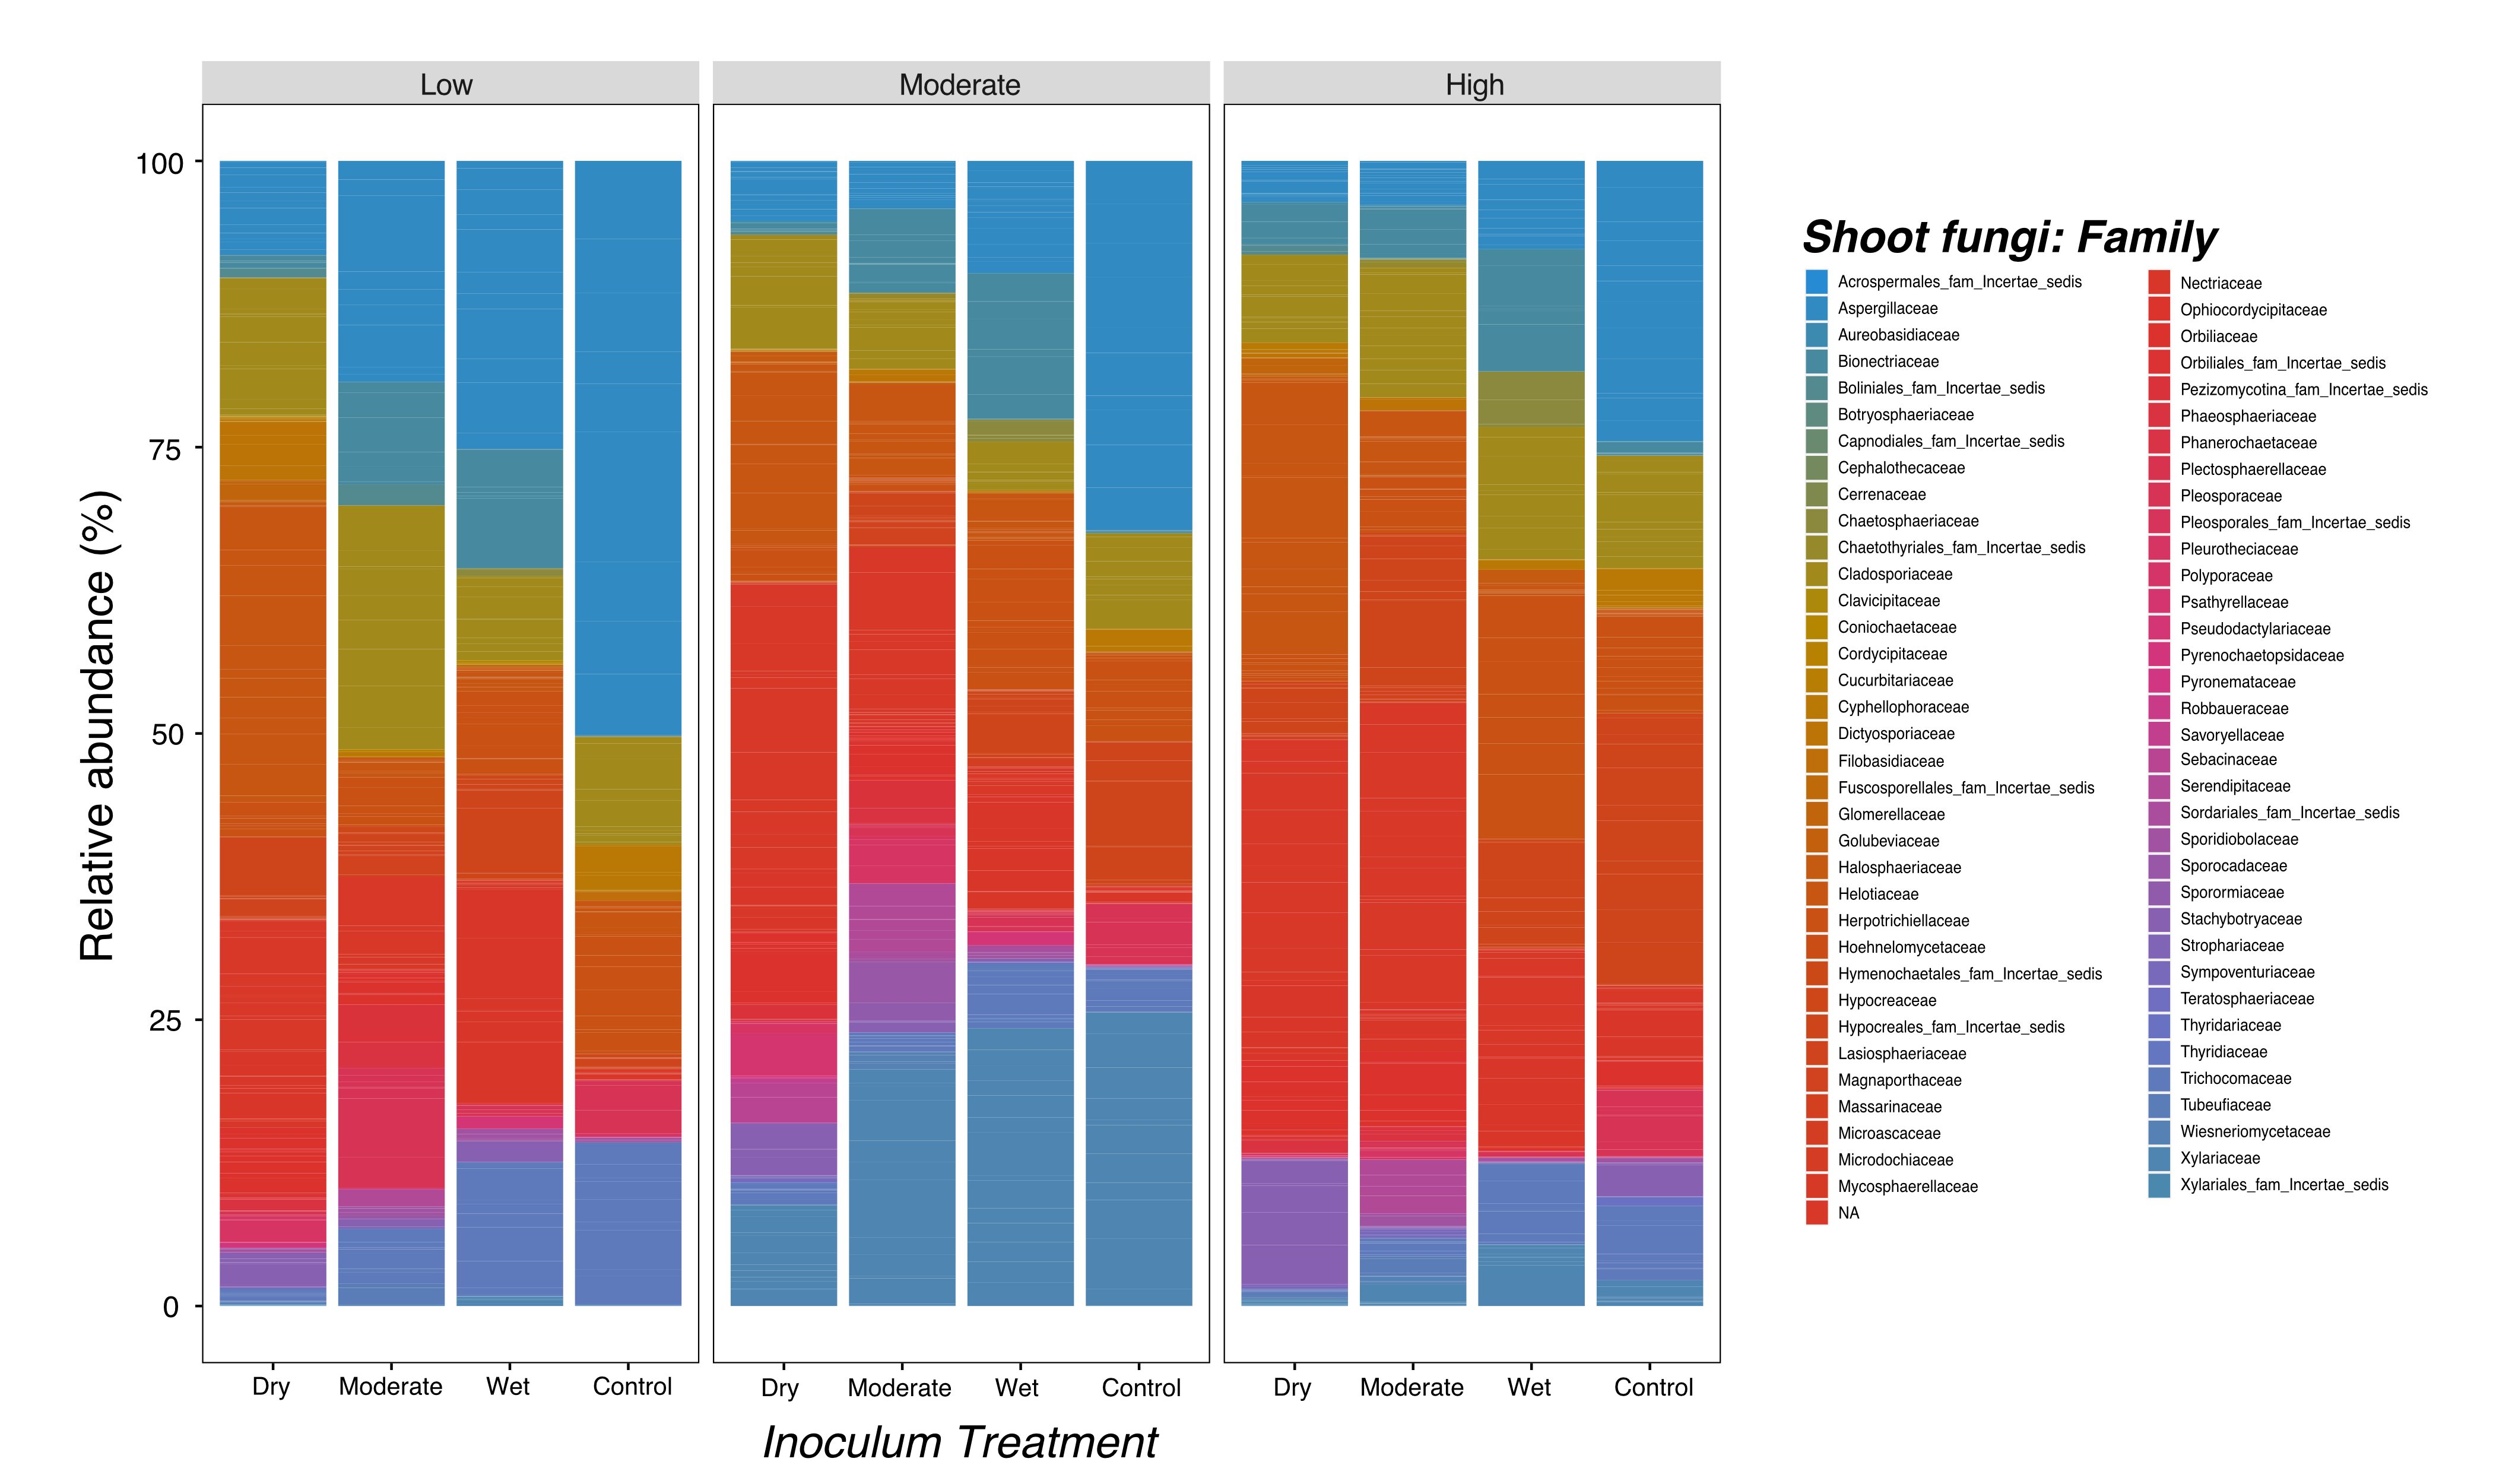 Low
Moderate
High
100
75
50
25
0
Relative abundance (%)
Dry Moderate Wet Control
Dry Moderate Wet Control
Dry Moderate Wet Control
Inoculum Treatment
Shoot fungi: Family
Acrospermales_fam_Incertae_sedis
Aspergillaceae
Aureobasidiaceae
Bionectriaceae
Boliniales_fam_Incertae_sedis
Botryosphaeriaceae
Capnodiales_fam_Incertae_sedis
Cephalothecaceae
Cerrenaceae
Chaetosphaeriaceae
Chaetothyriales_fam_Incertae_sedis
Cladosporiaceae
Clavicipitaceae
Coniochaetaceae
Cordycipitaceae
Cucurbitariaceae
Cyphellophoraceae
Dictyosporiaceae
Filobasidiaceae
Fuscosporellales_fam_Incertae_sedis
Glomerellaceae
Golubeviaceae
Halosphaeriaceae
Helotiaceae
Herpotrichiellaceae
Hoehnelomycetaceae
Hymenochaetales_fam_Incertae_sedis
Hypocreaceae
Hypocreales_fam_Incertae_sedis
Lasiosphaeriaceae
Magnaporthaceae
Massarinaceae
Microascaceae
Microdochiaceae
Mycosphaerellaceae
NA
Nectriaceae
Ophiocordycipitaceae
Orbiliaceae
Orbiliales_fam_Incertae_sedis
Pezizomycotina_fam_Incertae_sedis
Phaeosphaeriaceae
Phanerochaetaceae
Plectosphaerellaceae
Pleosporaceae
Pleosporales_fam_Incertae_sedis
Pleurotheciaceae
Polyporaceae
Psathyrellaceae
Pseudodactylariaceae
Pyrenochaetopsidaceae
Pyronemataceae
Robbaueraceae
Savoryellaceae
Sebacinaceae
Serendipitaceae
Sordariales_fam_Incertae_sedis
Sporidiobolaceae
Sporocadaceae
Sporormiaceae
Stachybotryaceae
Strophariaceae
Sympoventuriaceae
Teratosphaeriaceae
Thyridariaceae
Thyridiaceae
Trichocomaceae
Tubeufiaceae
Wiesneriomycetaceae
Xylariaceae
Xylariales_fam_Incertae_sedis